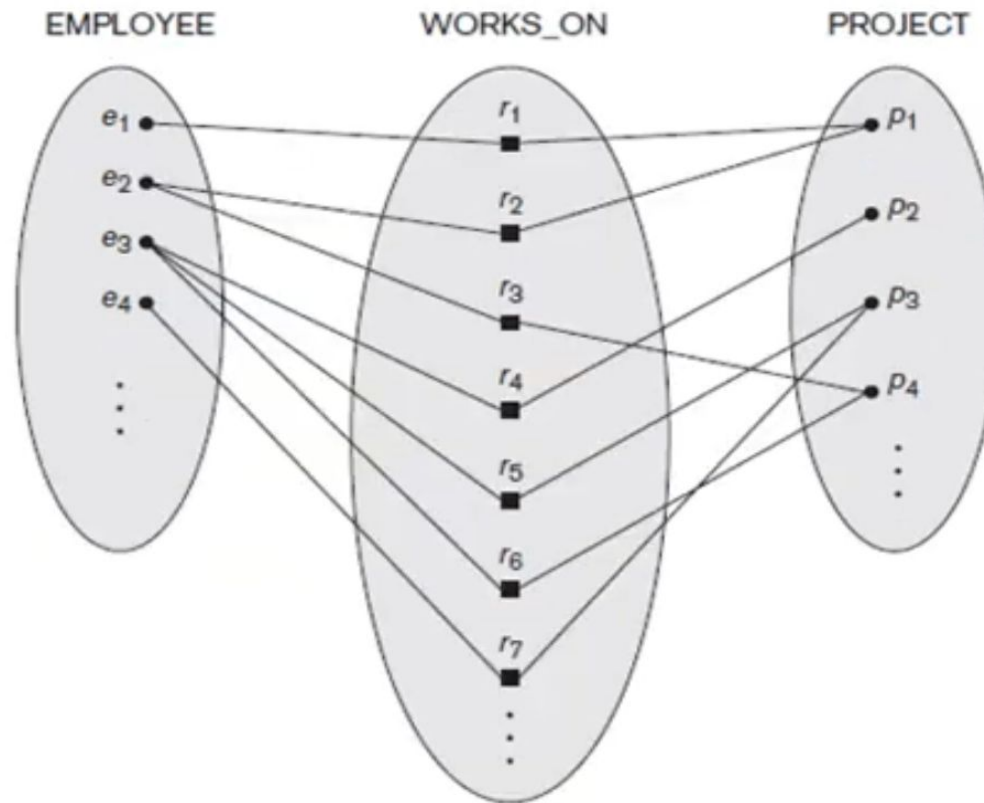 EMPLOYEE WORKS_ON PROJECT
e1
e2
e3
e4
r1
r2
r3
r4
r5
r6
r7
p1
p2
p3
p4